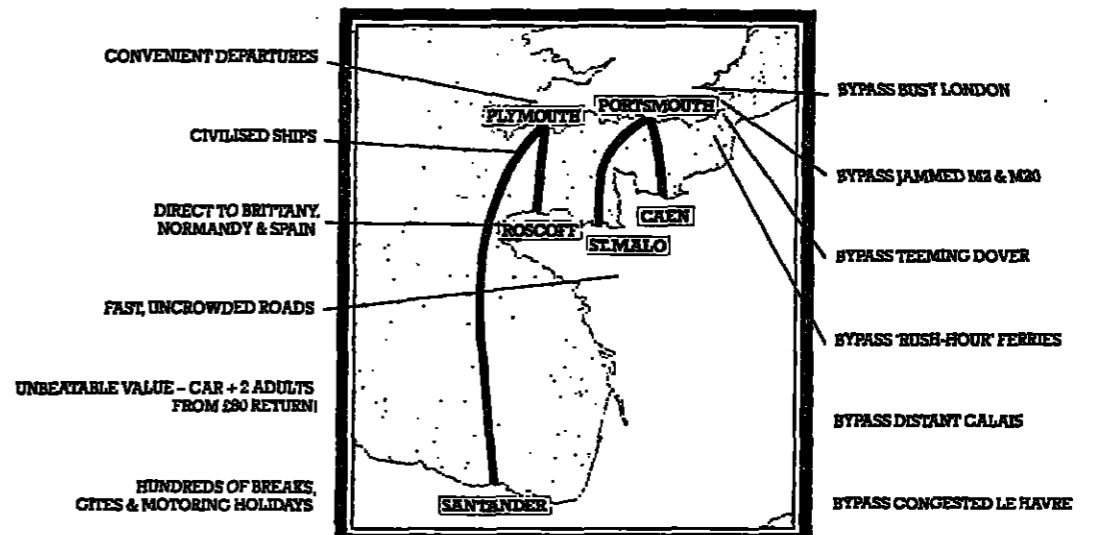 CONVENIENT DEPARTURES
CIVILISED SHIPS
DIRECT TO BRITTANY,
NORMANDY & SPAIN
FAST, UNCROWDED ROADS
UNBEATABLE VALUE – CAR + 2 ADULTS
FROM £80 RETURN!
HUNDREDS OF BREAKS,
GITES & MOTORING HOLIDAYS
PLYMOUTH
PORTSMOUTH
ROSCOFF
ST.MALO
CAEN
SANTANDER
BYPASS BUSY LONDON
BYPASS JAMMED M2 & M20
BYPASS TEEMING DOVER
BYPASS 'RUSH-HOUR' FERRIES
BYPASS DISTANT CALAIS
BYPASS CONGESTED LE HAVRE